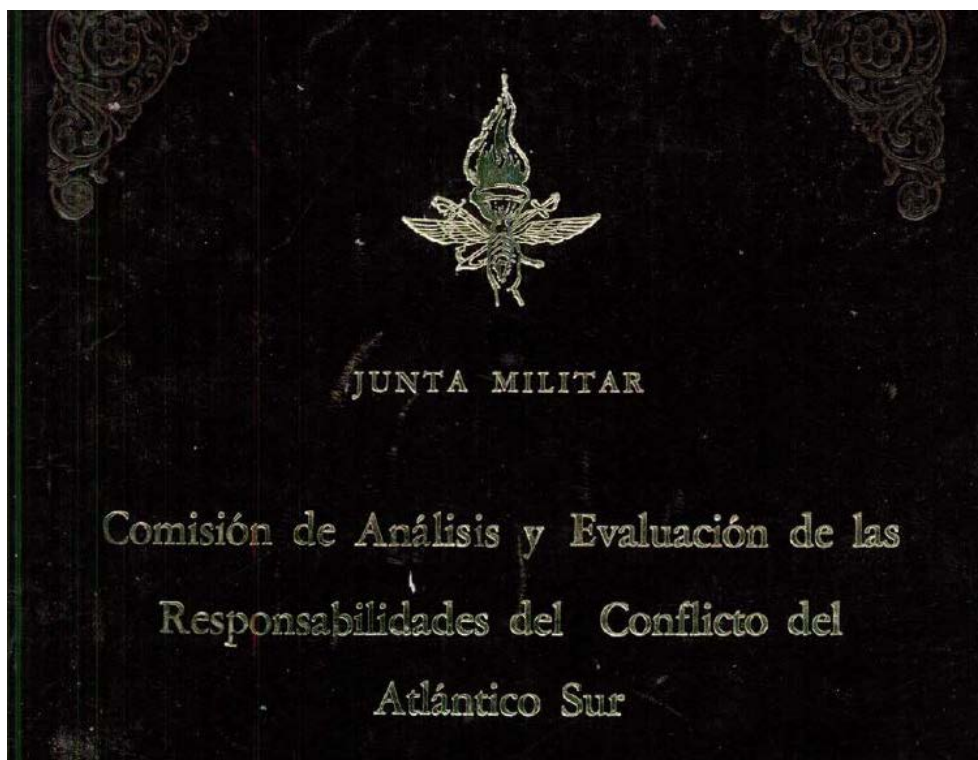 JUNTA MILITAR
Comisión de Análisis y Evaluación de las
Responsabilidades del Conflicto del
Atlántico Sur